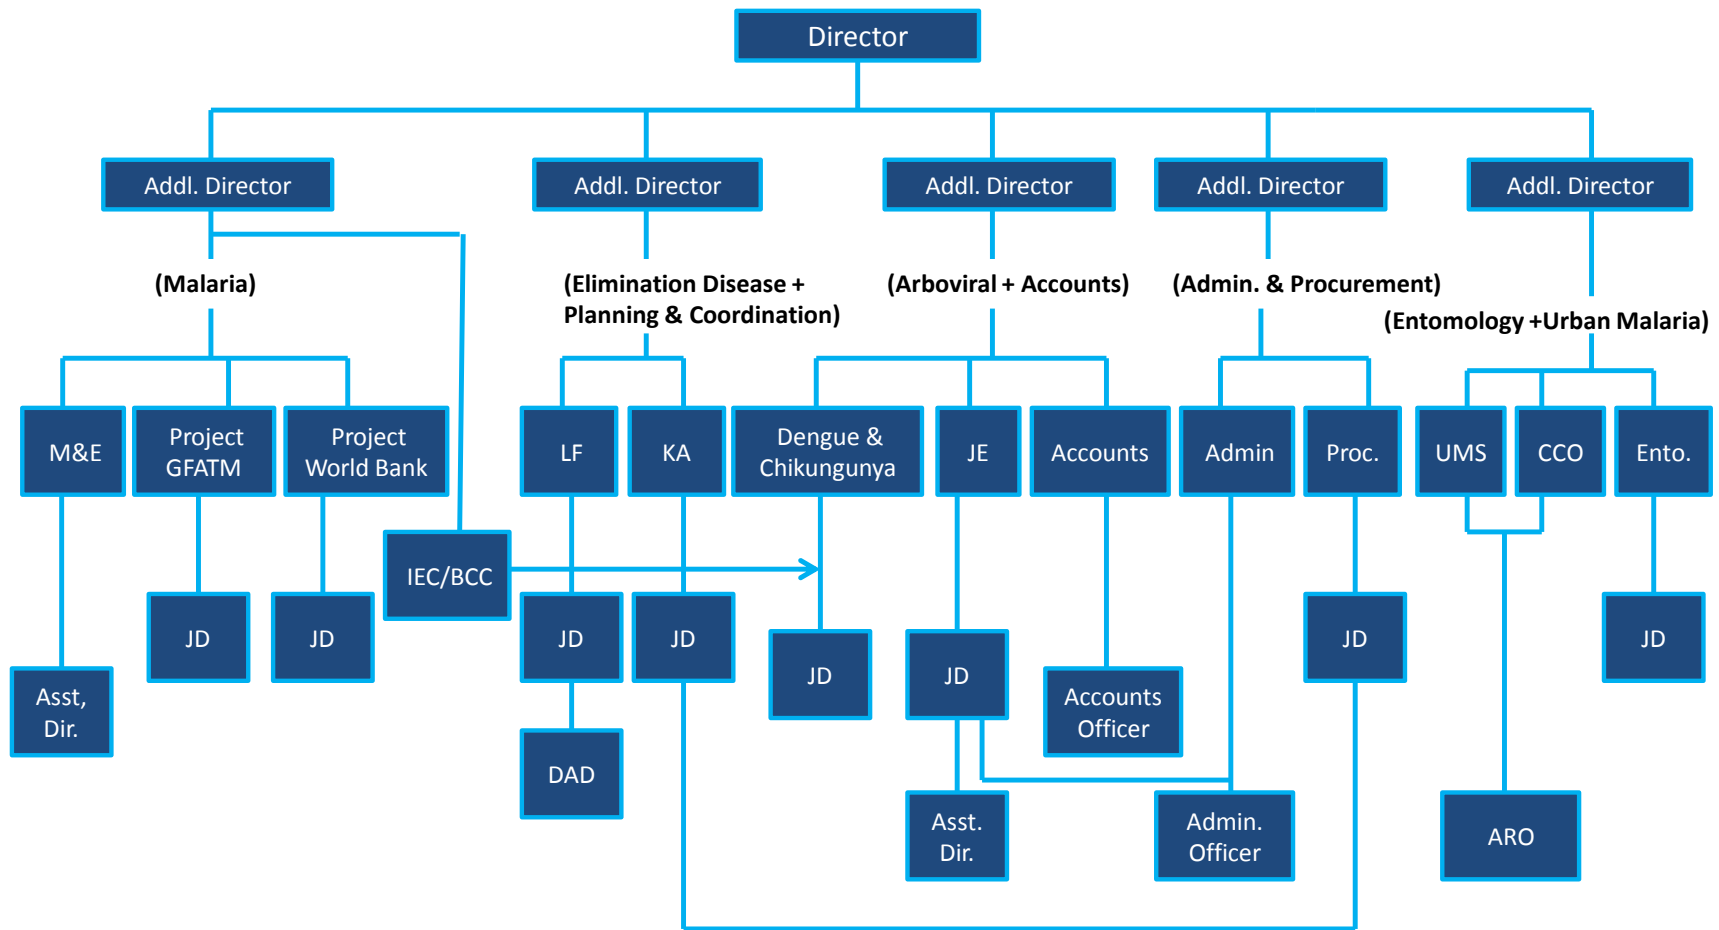 Director
Addl. Director
Addl. Director
Addl. Director
Addl. Director
Addl. Director
(Malaria)
(Elimination Disease +
Planning & Coordination)
(Arboviral + Accounts)
(Admin. & Procurement)
(Entomology +Urban Malaria)
M&E
Project
GFATM
Project
World Bank
LF
KA
Dengue &
Chikungunya
JE
Accounts
Admin
Proc.
UMS
CCO
Ento.
IEC/BCC
JD
JD
JD
JD
JD
JD
JD
JD
Asst,
Dir.
Accounts
Officer
DAD
Asst.
Dir.
Admin.
Officer
ARO